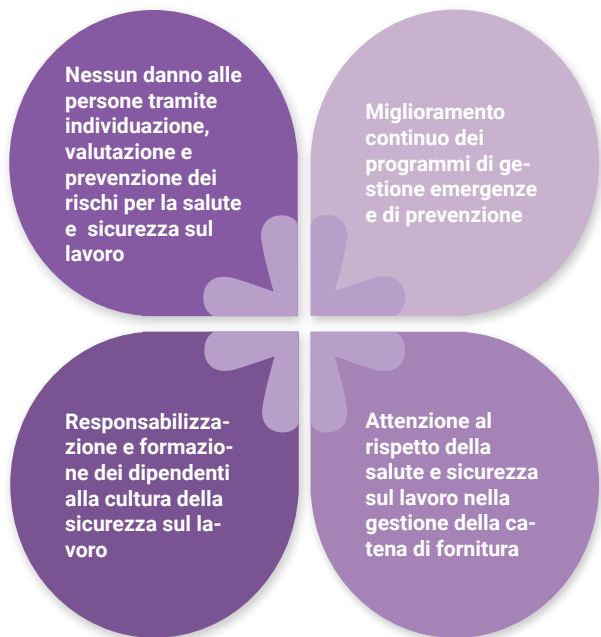 Nessun danno alle
persone tramite
individuazione,
valutazione e
prevenzione dei
rischi per la salute
e sicurezza sul
lavoro
Miglioramento
continuo dei
programmi di ge-
stione emergenze
e di prevenzione
Responsabilizza-
zione e formazio-
ne dei dipendenti
alla cultura della
sicurezza sul la-
voro
Attenzione al
rispetto della
salute e sicurezza
sul lavoro nella
gestione della ca-
tena di fornitura